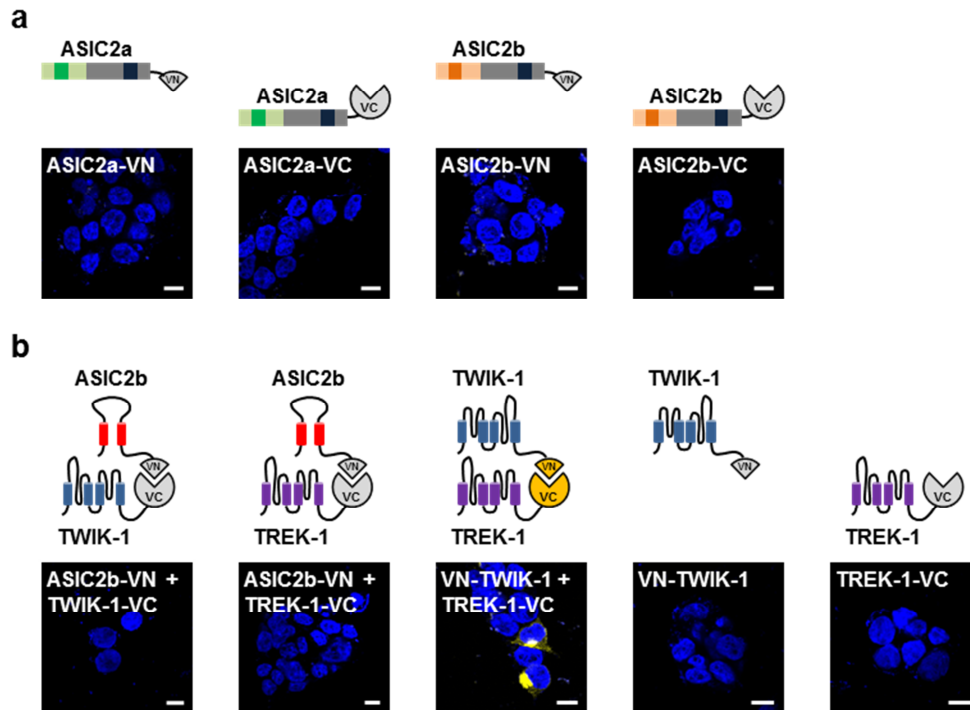 a
ASIC2a
VN
ASIC2a
VC
ASIC2b
VN
ASIC2b
VC
ASIC2a-VN
ASIC2a-VC
ASIC2b-VN
ASIC2b-VC
b
ASIC2b
VN
VC
TWIK-1
ASIC2b
VN
VC
TREK-1
TWIK-1
VN
VC
TREK-1
TWIK-1
VN
VC
TREK-1
ASIC2b-VN +
TWIK-1-VC
ASIC2b-VN +
TREK-1-VC
VN-TWIK-1 +
TREK-1-VC
VN-TWIK-1
TREK-1-VC